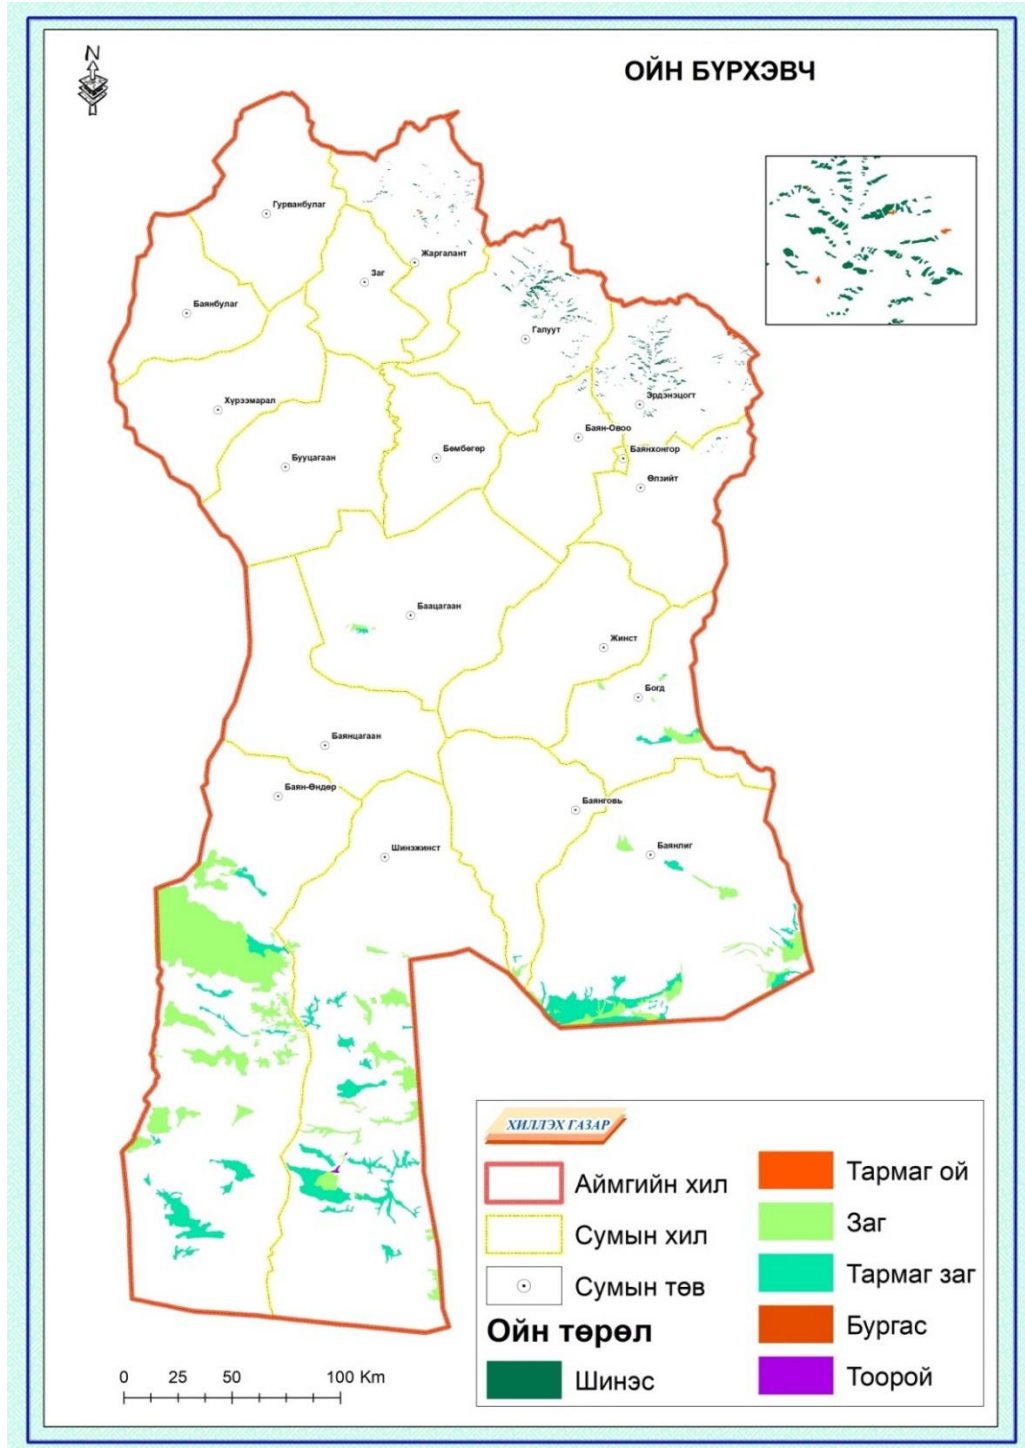 N
ОЙН БҮРХЭВЧ
Гурванбулаг
Жаргалант
Заг
Баянбулаг
Галуут
Хүрээмарал
Эрдэнэцогт
Баян-Овоо
Бууцагаан
Бөмбөгөр
Баянхонгор
Өлзийт
Баацагаан
Жинст
Богд
Баянцагаан
Баян-Өндөр
Баянговь
Шинэжинст
Баянлиг
ХИЛЛЭХ ГАЗАР
Аймгийн хил
Сумын хил
Сумын төв
Ойн төрөл
Шинэс
Тармаг ой
Заг
Тармаг заг
Бургас
Тоорой
0 25 50 100 Km